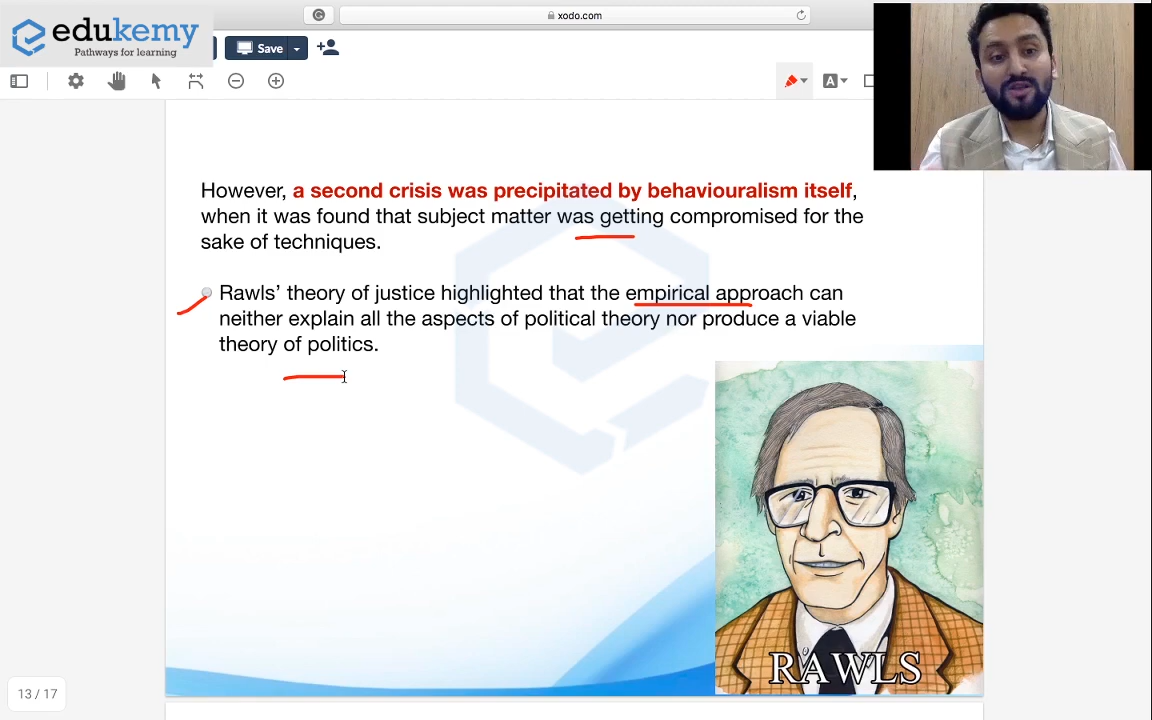 xodo.com
edukemy
Pathways for learning
Save
A
However, a second crisis was precipitated by behaviouralism itself,
when it was found that subject matter was getting compromised for the
sake of techniques.
Rawls’ theory of justice highlighted that the empirical approach can
neither explain all the aspects of political theory nor produce a viable
theory of politics.
RAWLS
13 / 17